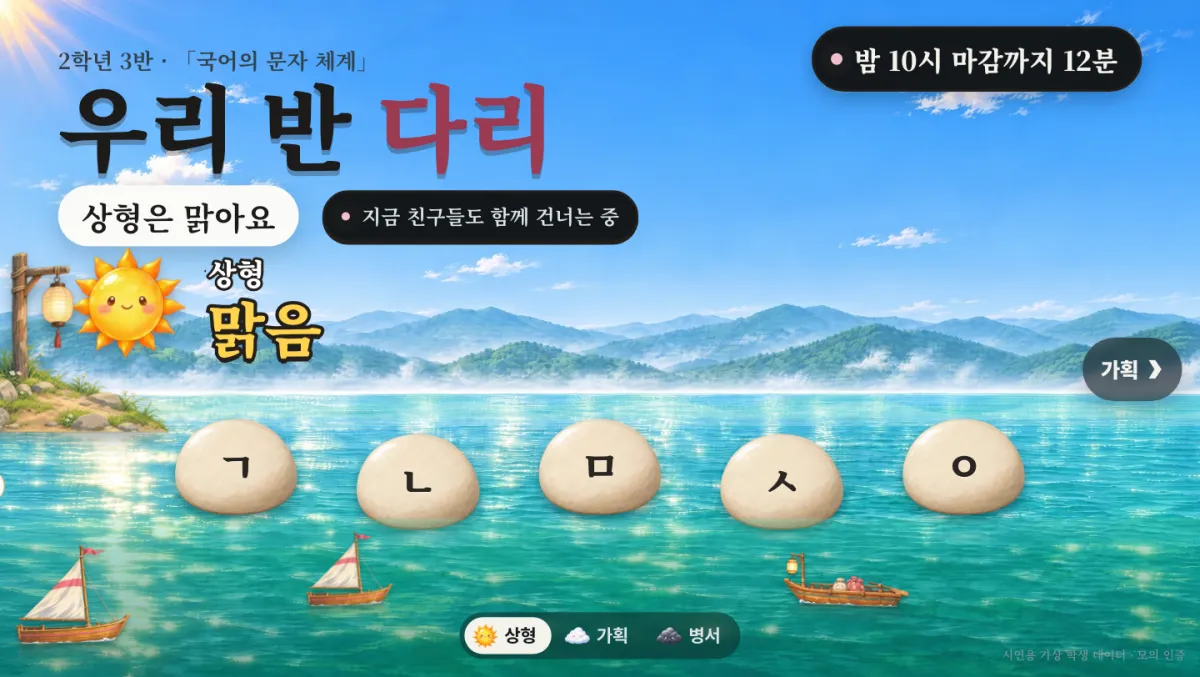 2학년 3반 · 「국어의 문자 체계」
밤 10시 마감까지 12분
우리 반 다리
상형은 맑아요
지금 친구들도 함께 건너는 중
상형
맑음
가획 ❯
ㄱ ㄴ ㅁ ㅅ ㅇ
상형 가획 병서
시연용 가상 학생 데이터 · 모의 인증